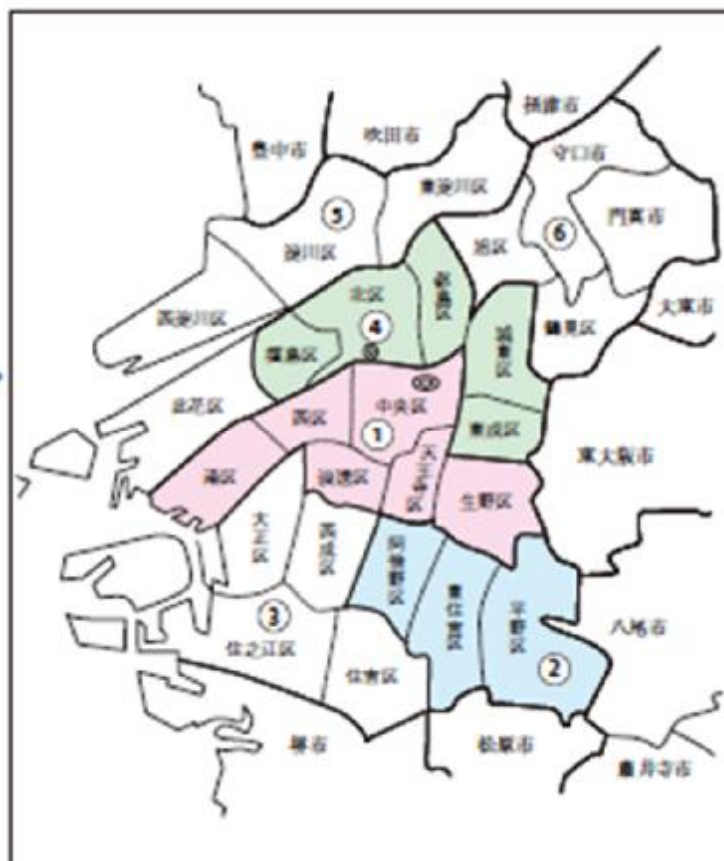 摂津市
吹田市
豊中市
守口市
東淀川区
⑤
門真市
淀川区
旭区
⑥
都島区
北区
大東市
西淀川区
④
鶴見区
城東区
福島区
此花区
中央区
西区
①
東成区
東大阪市
天王寺区
港区
浪速区
生野区
大正区
西成区
阿倍野区
東住吉区
平野区
③
八尾市
住之江区
住吉区
②
堺市
松原市
藤井寺市